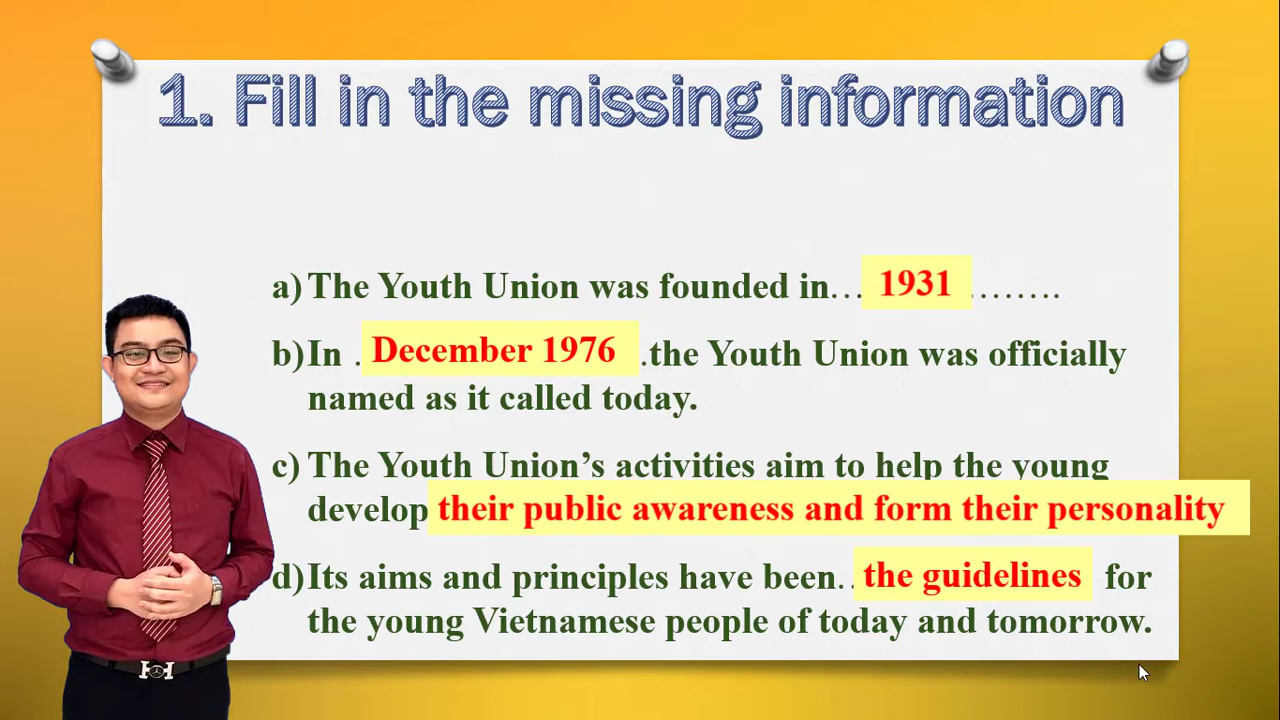 1. Fill in the missing information
a) The Youth Union was founded in… 1931 ……..
b) In . December 1976 .the Youth Union was officially
named as it called today.
c) The Youth Union’s activities aim to help the young
develop their public awareness and form their personality
d) Its aims and principles have been.. the guidelines for
the young Vietnamese people of today and tomorrow.